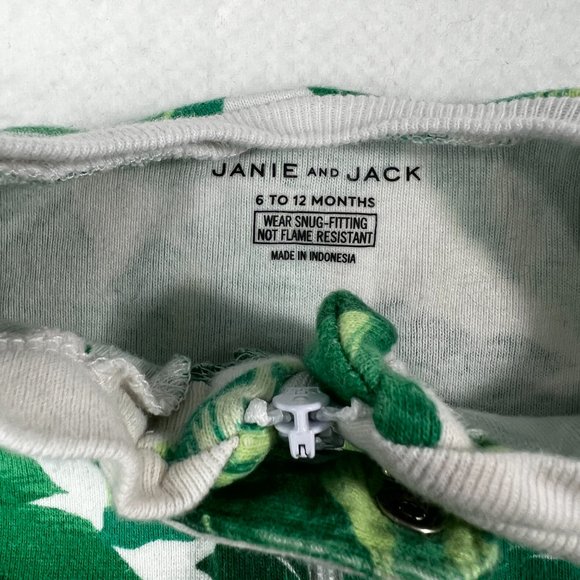 JANIE AND JACK
6 TO 12 MONTHS
WEAR SNUG-FITTING
NOT FLAME RESISTANT
MADE IN INDONESIA